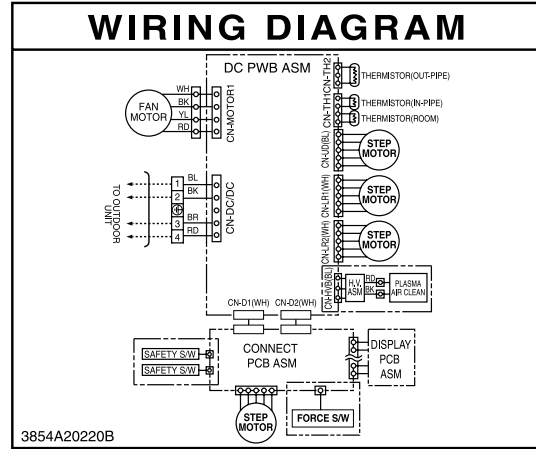 WIRING DIAGRAM
DC PWB ASM
CN-TH2
THERMISTOR(OUT-PIPE)
CN-TH1
THERMISTOR(IN-PIPE)
THERMISTOR(ROOM)
FAN
MOTOR
WH
BK
YL
RD
CN-MOTOR1
CN-UD(BL)
STEP
MOTOR
TO OUTDOOR
UNIT
1
2
3
4
BL
BK
BR
RD
CN-DC/DC
CN-LR1(WH)
STEP
MOTOR
CN-LR2(WH)
STEP
MOTOR
CN-HVB(BL)
H.V.
ASM
RD
BK
PLASMA
AIR CLEAN
CN-D1(WH)
CN-D2(WH)
CONNECT
PCB ASM
SAFETY S/W
SAFETY S/W
DISPLAY
PCB
ASM
STEP
MOTOR
FORCE S/W
3854A20220B